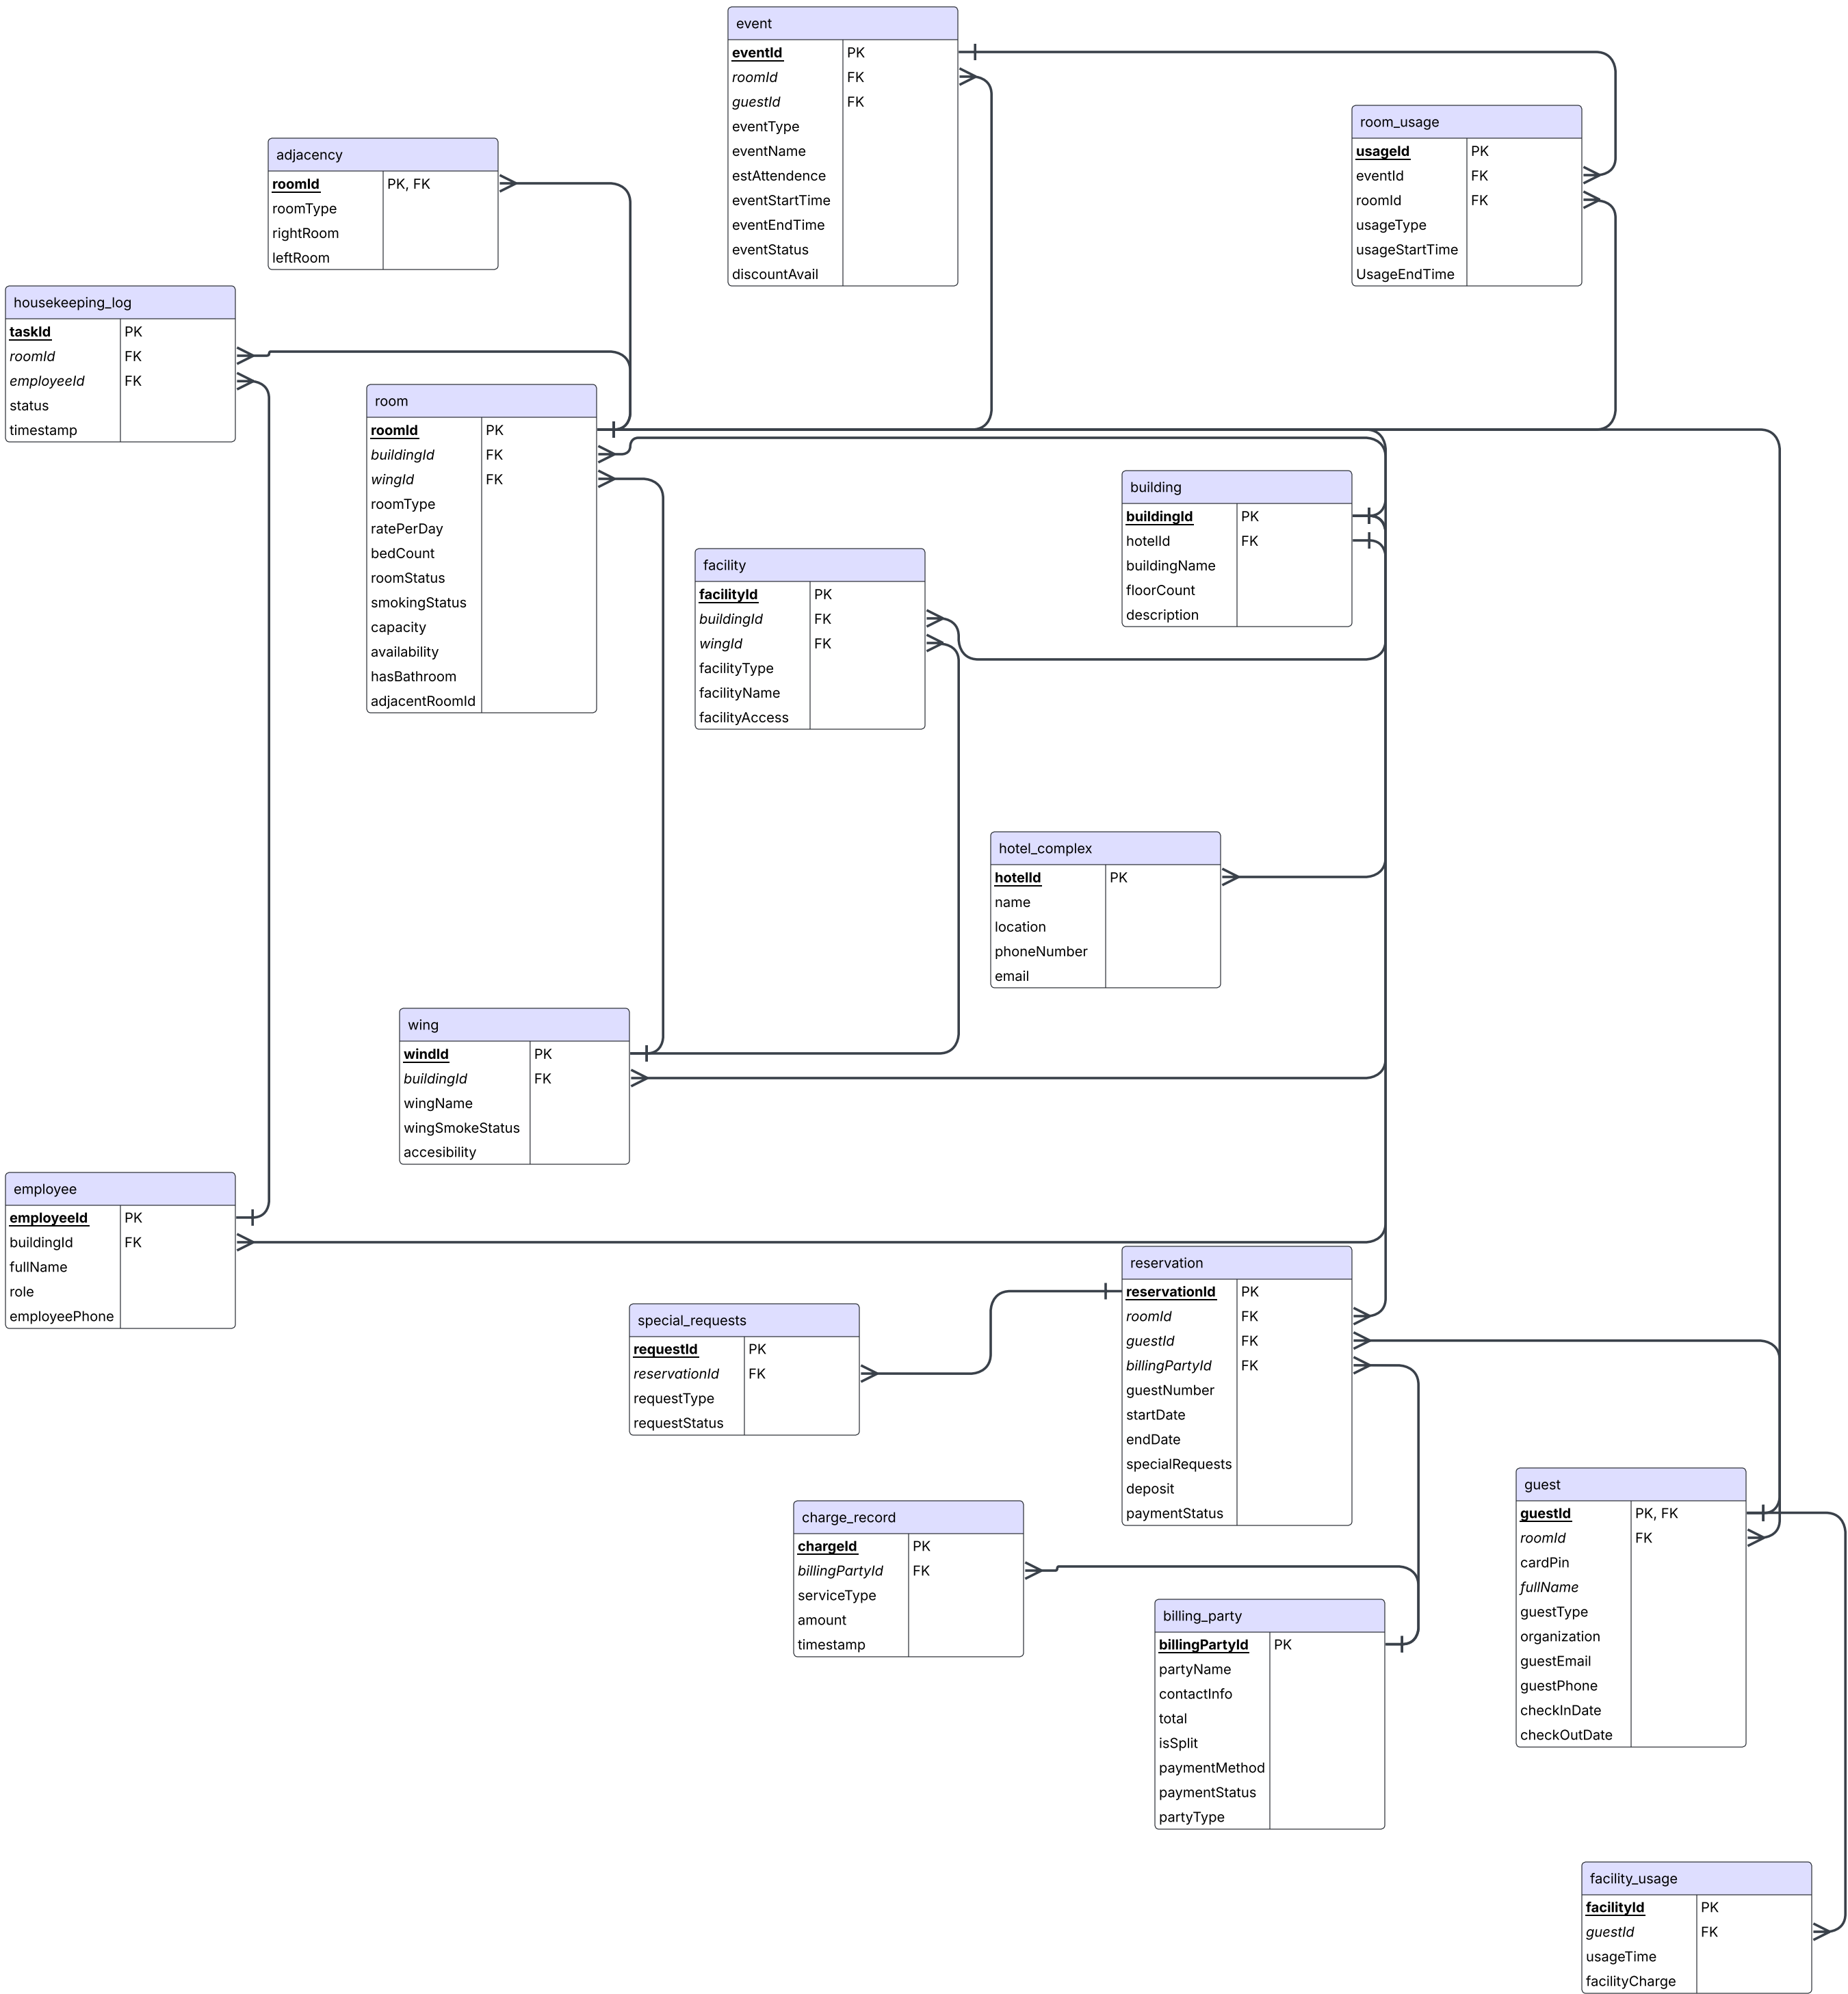 event
eventId PK
roomId FK
guestId FK
eventType
eventName
estAttendence
eventStartTime
eventEndTime
eventStatus
discountAvail
room_usage
usageId PK
eventId FK
roomId FK
usageType
usageStartTime
UsageEndTime
adjacency
roomId PK, FK
roomType
rightRoom
leftRoom
housekeeping_log
taskId PK
roomId FK
employeeId FK
status
timestamp
room
roomId PK
buildingId FK
wingId FK
roomType
ratePerDay
bedCount
roomStatus
smokingStatus
capacity
availability
hasBathroom
adjacentRoomId
building
buildingId PK
hotelId FK
buildingName
floorCount
description
facility
facilityId PK
buildingId FK
wingId FK
facilityType
facilityName
facilityAccess
hotel_complex
hotelId PK
name
location
phoneNumber
email
wing
windId PK
buildingId FK
wingName
wingSmokeStatus
accesibility
employee
employeeId PK
buildingId FK
fullName
role
employeePhone
reservation
reservationId PK
roomId FK
guestId FK
billingPartyId FK
guestNumber
startDate
endDate
specialRequests
deposit
paymentStatus
special_requests
requestId PK
reservationId FK
requestType
requestStatus
guest
guestId PK, FK
roomId FK
cardPin
fullName
guestType
organization
guestEmail
guestPhone
checkInDate
checkOutDate
charge_record
chargeId PK
billingPartyId FK
serviceType
amount
timestamp
billing_party
billingPartyId PK
partyName
contactInfo
total
isSplit
paymentMethod
paymentStatus
partyType
facility_usage
facilityId PK
guestId FK
usageTime
facilityCharge